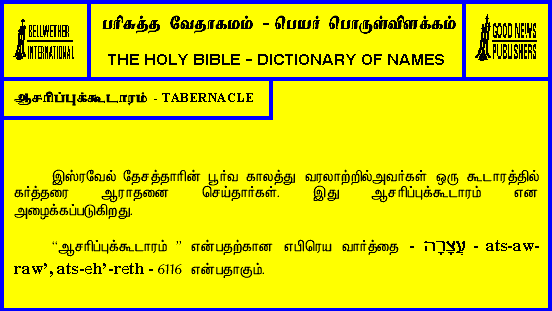 BELLWETHER
INTERNATIONAL
பரிசுத்த வேதாகமம் - பெயர் பொருள்விளக்கம்
THE HOLY BIBLE - DICTIONARY OF NAMES
GOOD NEWS
PUBLISHERS
ஆசரிப்புக்கூடாரம் - TABERNACLE
இஸ்ரவேல் தேசத்தாரின் பூர்வ காலத்து வரலாற்றில்அவர்கள் ஒரு கூடாரத்தில்
கர்த்தரை ஆராதனை செய்தார்கள். இது ஆசரிப்புக்கூடாரம் என
அழைக்கப்படுகிறது.
“ஆசரிப்புக்கூடாரம் ” என்பதற்கான எபிரெய வார்த்தை - עֲצָרָה - ats-aw-
raw’, ats-eh’-reth - 6116 என்பதாகும்.